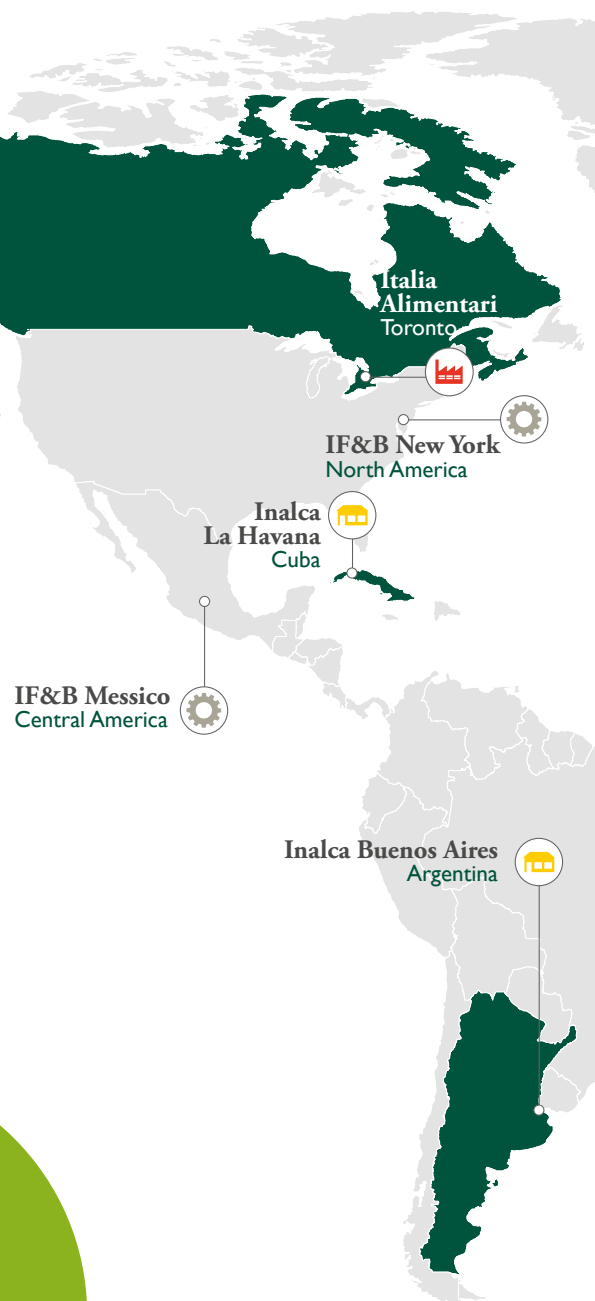 Italia
Alimentari
Toronto
IF&B New York
North America
Inalca
La Havana
Cuba
IF&B Messico
Central America
Inalca Buenos Aires
Argentina